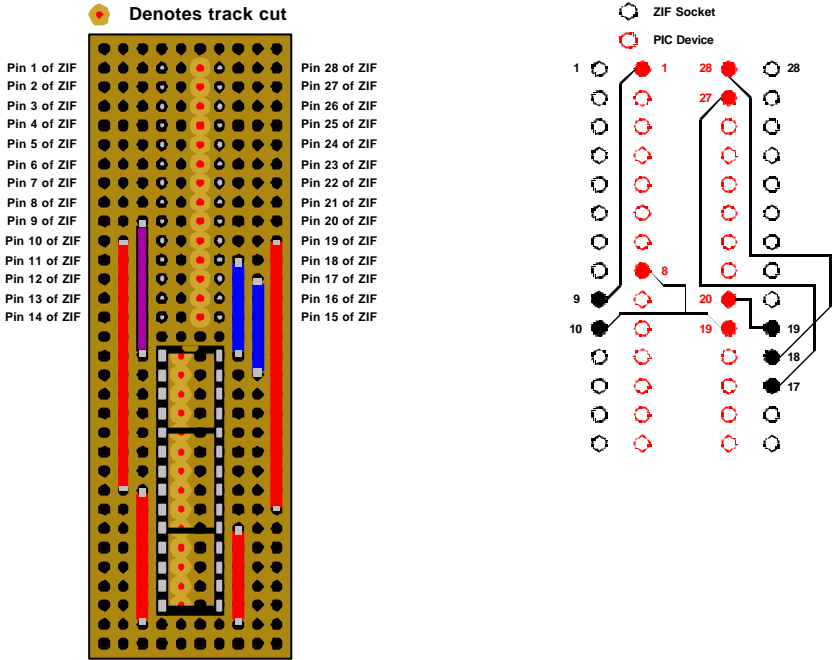 Denotes track cut
ZIF Socket
PIC Device
Pin 1 of ZIF
Pin 2 of ZIF
Pin 3 of ZIF
Pin 4 of ZIF
Pin 5 of ZIF
Pin 6 of ZIF
Pin 7 of ZIF
Pin 8 of ZIF
Pin 9 of ZIF
Pin 10 of ZIF
Pin 11 of ZIF
Pin 12 of ZIF
Pin 13 of ZIF
Pin 14 of ZIF
Pin 28 of ZIF
Pin 27 of ZIF
Pin 26 of ZIF
Pin 25 of ZIF
Pin 24 of ZIF
Pin 23 of ZIF
Pin 22 of ZIF
Pin 21 of ZIF
Pin 20 of ZIF
Pin 19 of ZIF
Pin 18 of ZIF
Pin 17 of ZIF
Pin 16 of ZIF
Pin 15 of ZIF
1 1 28 28
27
8
9 20
10 19 19
18
17